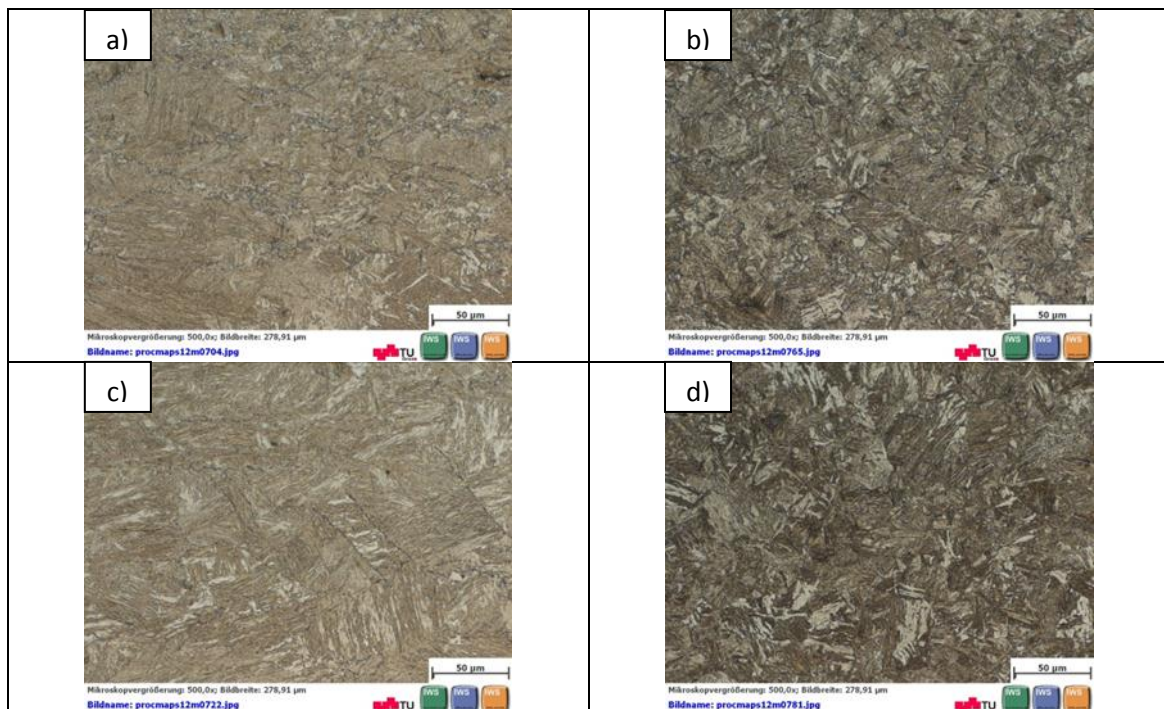 a)
50 µm
Mikroskopvergrößerung: 500,0x; Bildbreite: 278,91 µm
Bildname: procmaps12m0704.jpg
TU
IWS
IWS
IWS
b)
50 µm
Mikroskopvergrößerung: 500,0x; Bildbreite: 278,91 µm
Bildname: procmaps12m0765.jpg
TU
IWS
IWS
IWS
c)
50 µm
Mikroskopvergrößerung: 500,0x; Bildbreite: 278,91 µm
Bildname: procmaps12m0722.jpg
TU
IWS
IWS
IWS
d)
50 µm
Mikroskopvergrößerung: 500,0x; Bildbreite: 278,91 µm
Bildname: procmaps12m0781.jpg
TU
IWS
IWS
IWS